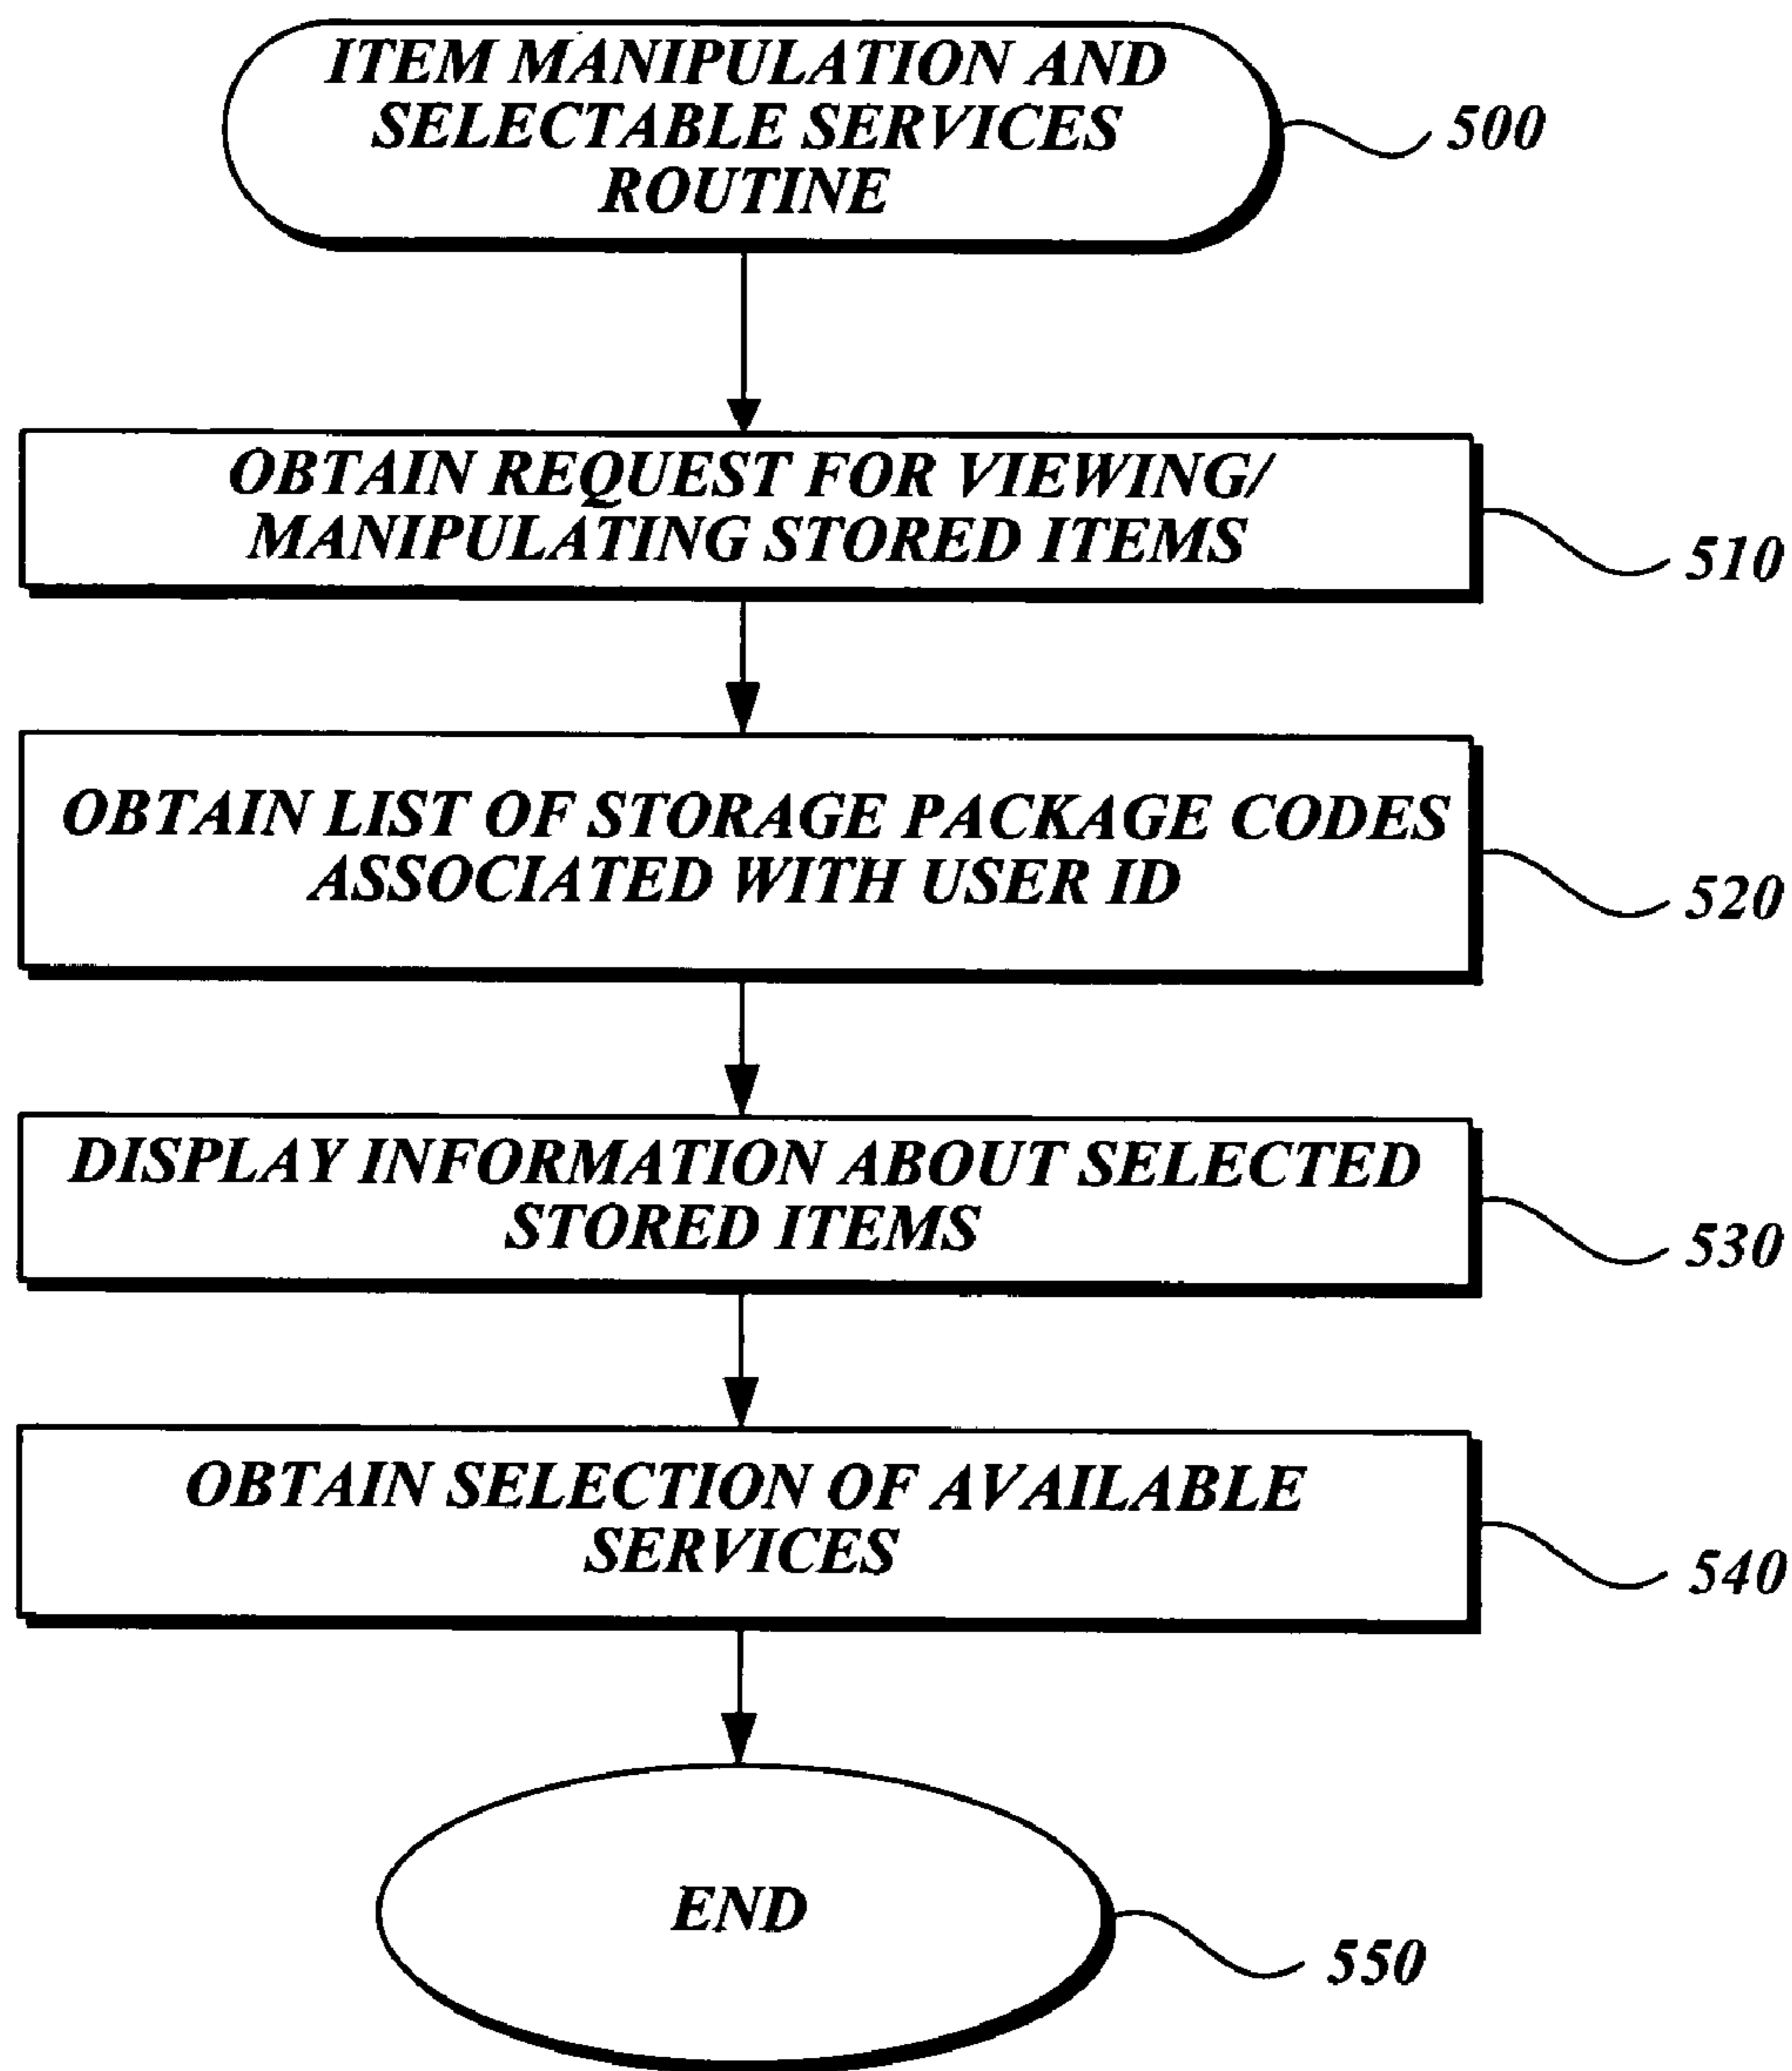 ITEM MANIPULATION AND
SELECTABLE SERVICES
ROUTINE
500
OBTAIN REQUEST FOR VIEWING/
MANIPULATING STORED ITEMS
510
OBTAIN LIST OF STORAGE PACKAGE CODES
ASSOCIATED WITH USER ID
520
DISPLAY INFORMATION ABOUT SELECTED
STORED ITEMS
530
OBTAIN SELECTION OF AVAILABLE
SERVICES
540
END
550